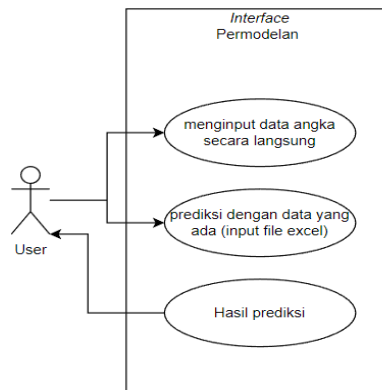 Interface
Permodelan
menginput data angka
secara langsung
prediksi dengan data yang
ada (input file excel)
User
Hasil prediksi